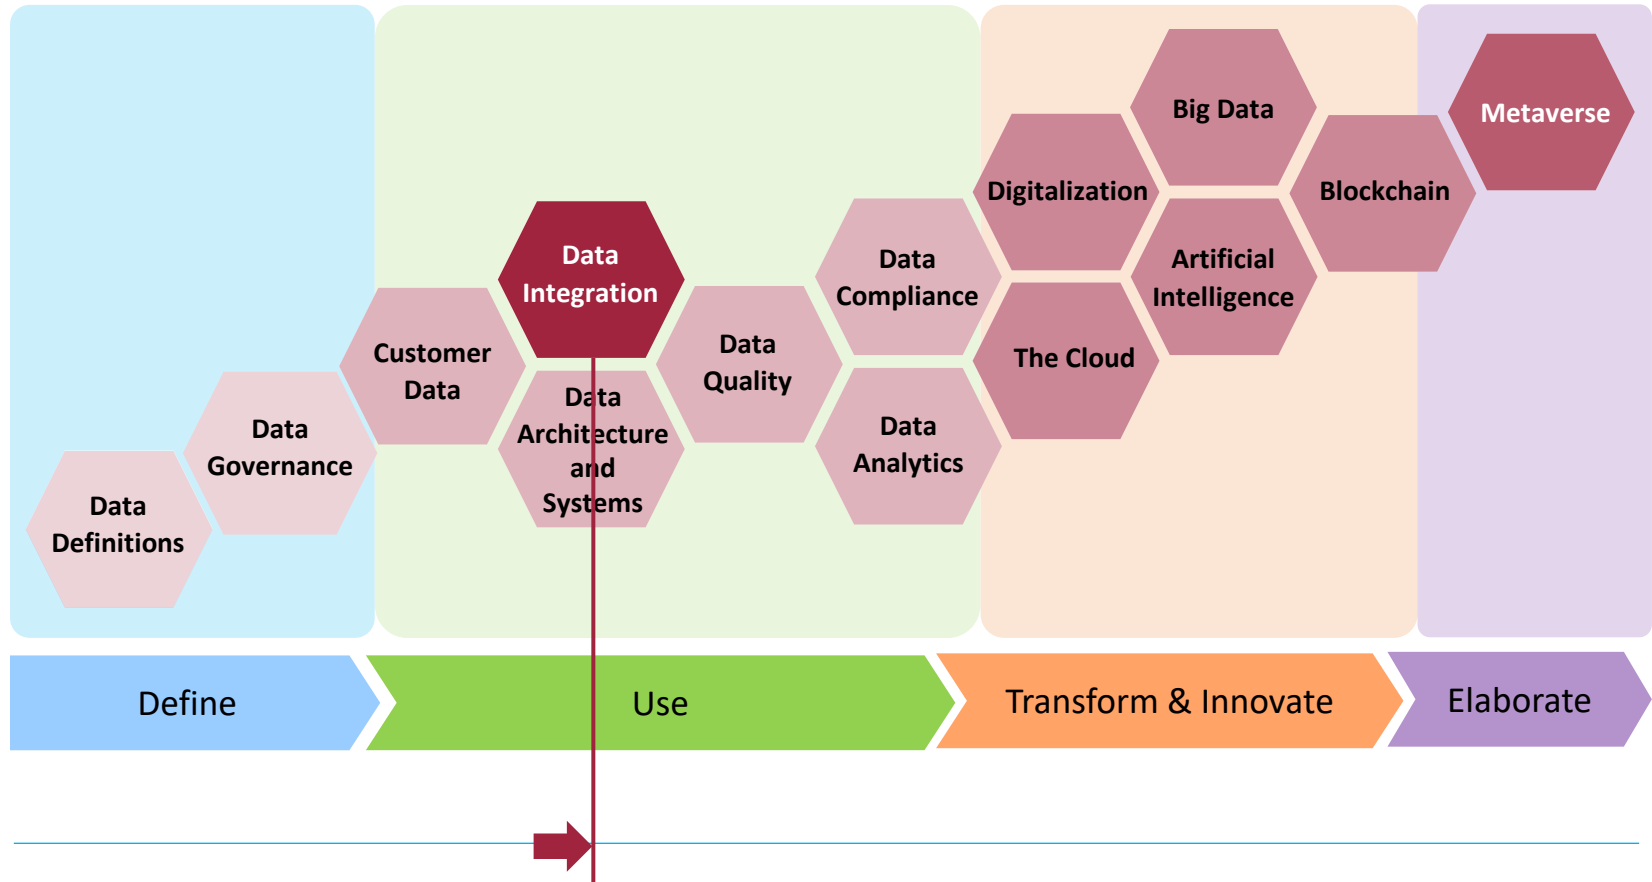 Data
Definitions
Data
Governance
Customer
Data
Data
Integration
Data
Architecture
and
Systems
Data
Quality
Data
Compliance
Data
Analytics
Digitalization
The Cloud
Big Data
Artificial
Intelligence
Blockchain
Metaverse
Define
Use
Transform & Innovate
Elaborate